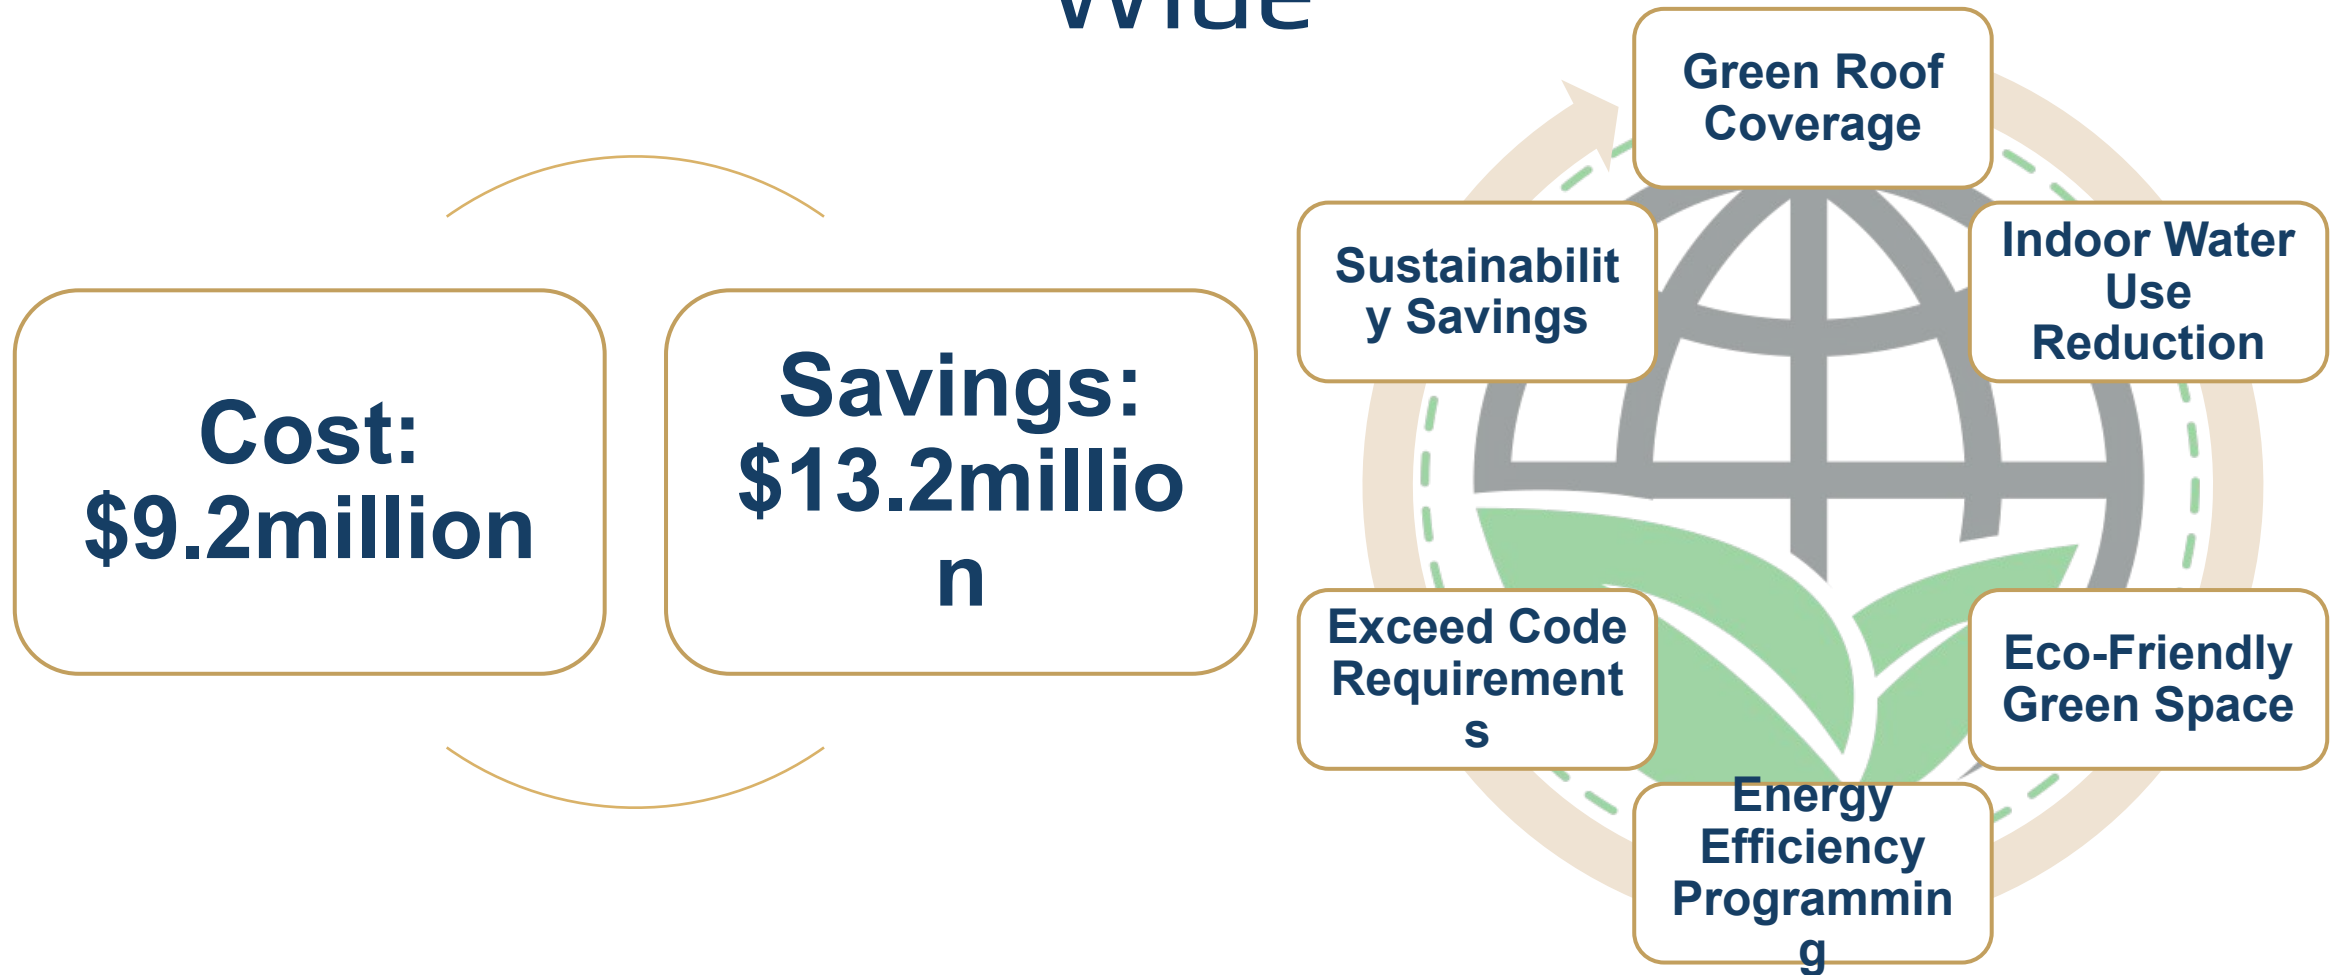 Wide
Cost:
$9.2million
Savings:
$13.2millio
n
Green Roof
Coverage
Indoor Water
Use
Reduction
Eco-Friendly
Green Space
Energy
Efficiency
Programmin
g
Exceed Code
Requirement
s
Sustainabilit
y Savings